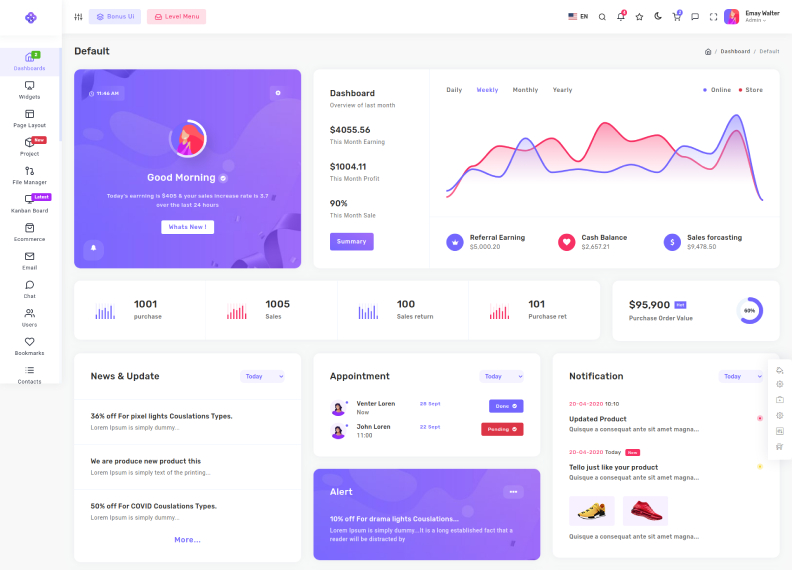 Bonus Ui
Level Menu
EN
Emay Walter
Admin
Default
/ Dashboard / Default
Dashboards
Widgets
Page Layout
New
Project
File Manager
Latest
Kanban Board
Ecommerce
Email
Chat
Users
Bookmarks
Contacts
11:46 AM
Good Morning
Today's earrning is $405 & your sales increase rate is 3.7
over the last 24 hours
Whats New !
Dashboard
Overview of last month
$4055.56
This Month Earning
$1004.11
This Month Profit
90%
This Month Sale
Summary
Daily
Weekly
Monthly
Yearly
Online
Store
Referral Earning
$5,000.20
Cash Balance
$2,657.21
Sales forcasting
$9,478.50
1001
purchase
1005
Sales
100
Sales return
101
Purchase ret
$95,900
Hot
Purchase Order Value
60%
News & Update
Today
36% off For pixel lights Couslations Types.
Lorem Ipsum is simply dummy...
We are produce new product this
Lorem Ipsum is simply text of the printing...
50% off For COVID Couslations Types.
Lorem Ipsum is simply dummy...
More...
Appointment
Today
Venter Loren
Now
28 Sept
Done
John Loren
11:00
22 Sept
Pending
Alert
10% off For drama lights Couslations...
Lorem Ipsum is simply dummy...It is a long established fact that a
reader will be distracted by
Notification
Today
20-04-2020 10:10
Updated Product
Quisque a consequat ante sit amet magna...
20-04-2020 Today New
Tello just like your product
Quisque a consequat ante sit amet magna...
Quisque a consequat ante sit amet magna...